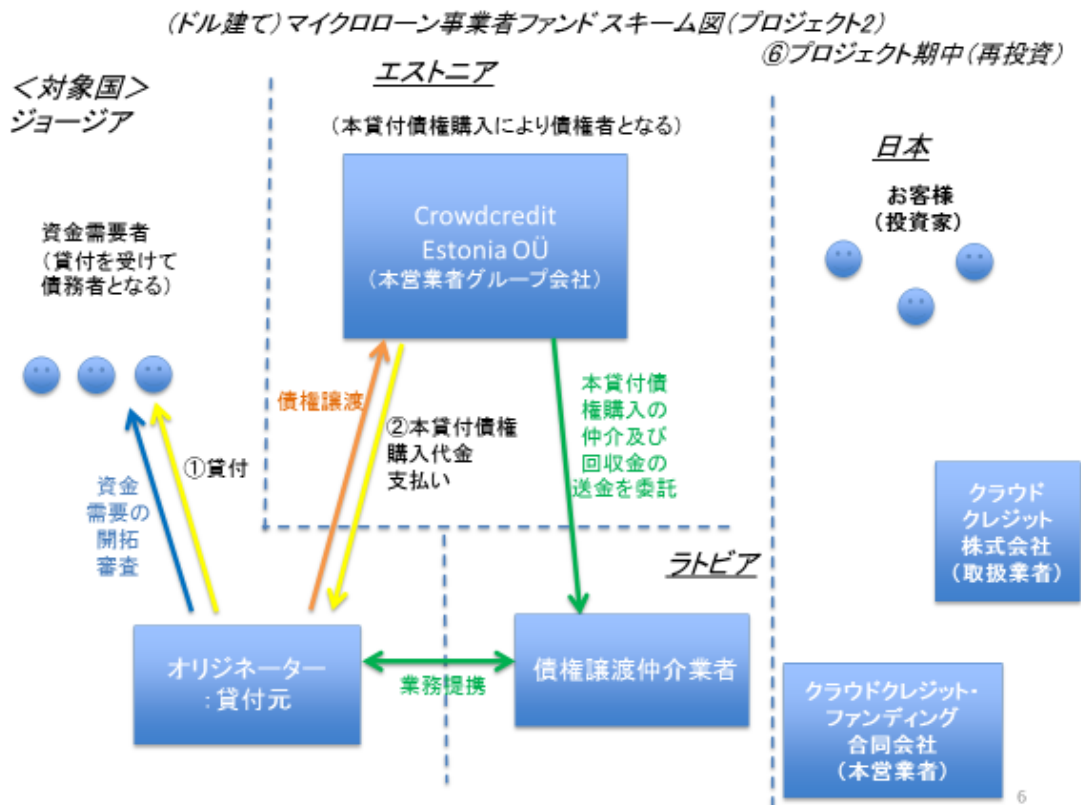 (ドル建て)マイクロローン事業者ファンド スキーム図(プロジェクト2)
⑥プロジェクト期中(再投資)
<対象国>
ジョージア
エストニア
(本貸付債権購入により債権者となる)
Crowdcredit
Estonia OÜ
(本営業者グループ会社)
日本
お客様
(投資家)
資金需要者
(貸付を受けて
債務者となる)
債権譲渡
②本貸付債権
購入代金
支払い
本貸付債
権購入の
仲介及び
回収金の
送金を委託
①貸付
資金
需要の
開拓
審査
クラウド
クレジット
株式会社
(取扱業者)
ラトビア
オリジネーター
:貸付元
業務提携
債権譲渡仲介業者
クラウドクレジット・
ファンディング
合同会社
(本営業者)
6